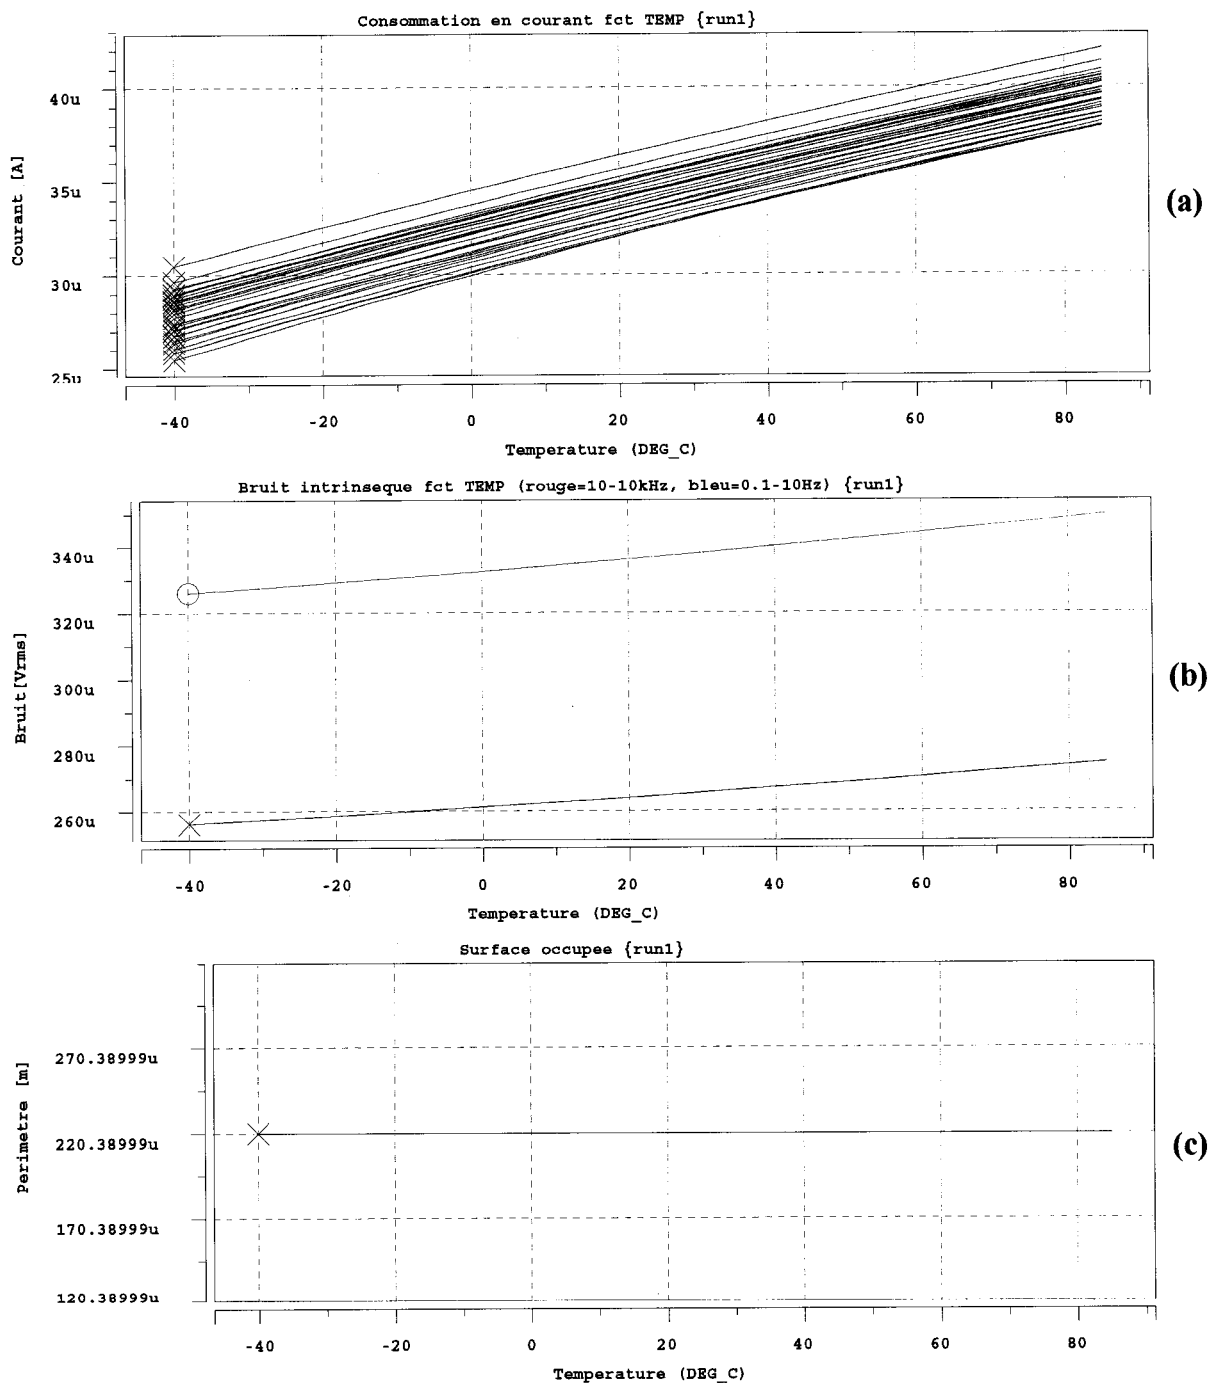 Consommation en courant fct TEMP {run1}
40u
35u
30u
25u
Courant [A]
-40 -20 0 20 40 60 80
Temperature (DEG_C)
(a)
Bruit intrinseque fct TEMP (rouge=10-10kHz, bleu=0.1-10Hz) {run1}
340u
320u
300u
280u
260u
Bruit[Vrms]
-40 -20 0 20 40 60 80
Temperature (DEG_C)
(b)
Surface occupee {run1}
270.38999u
220.38999u
170.38999u
120.38999u
Perimetre [m]
-40 -20 0 20 40 60 80
Temperature (DEG_C)
(c)